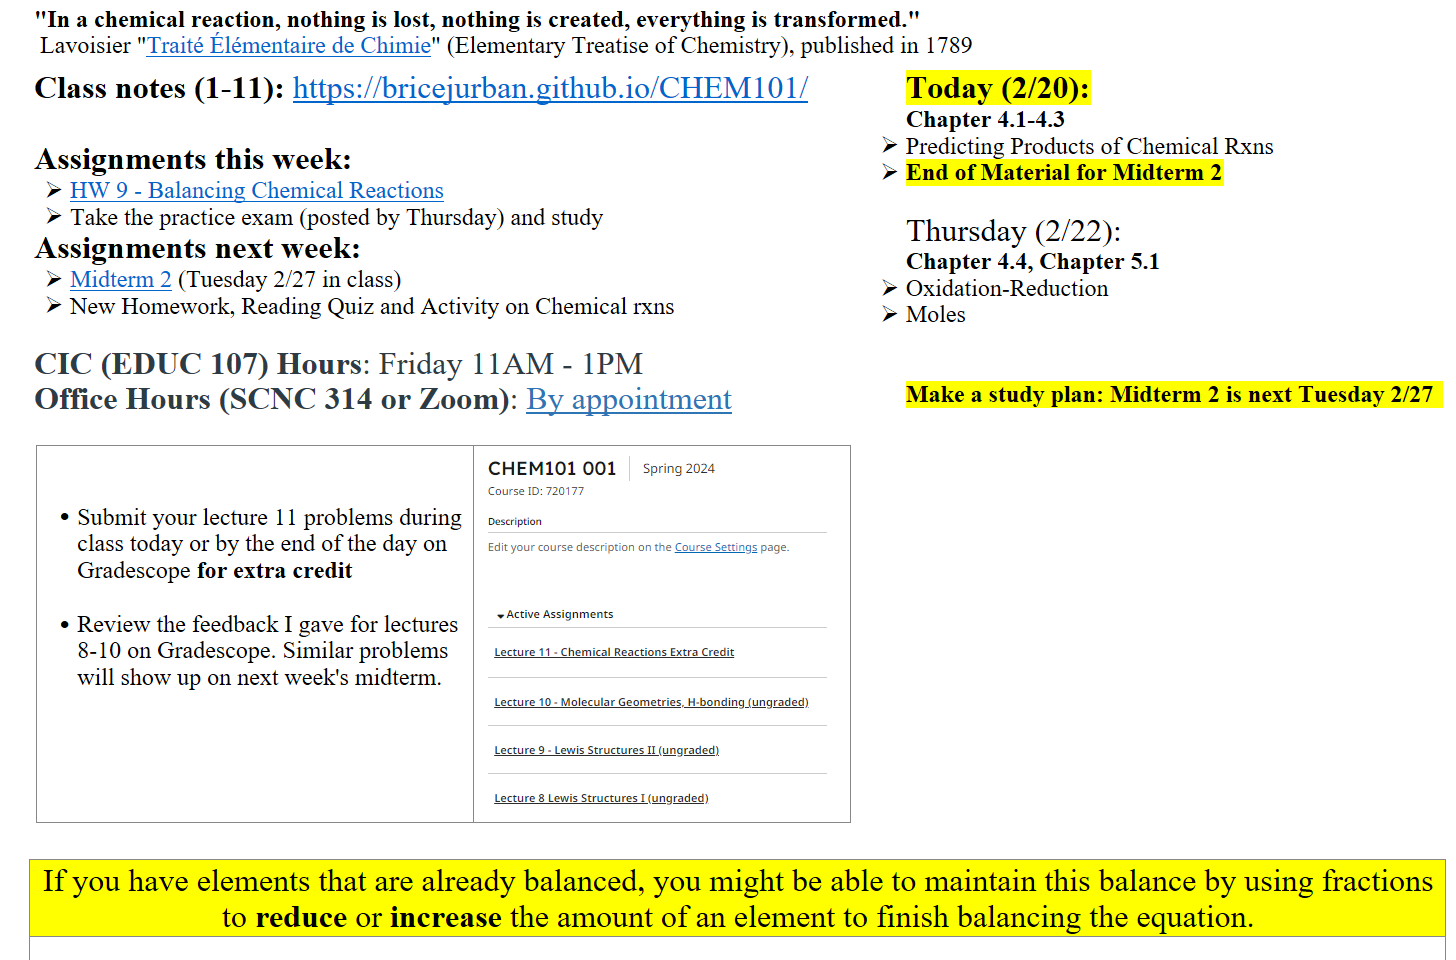 "In a chemical reaction, nothing is lost, nothing is created, everything is transformed."
Lavoisier "Traité Élémentaire de Chimie" (Elementary Treatise of Chemistry), published in 1789
Class notes (1-11): https://bricejurban.github.io/CHEM101/
Assignments this week:
➢ HW 9 - Balancing Chemical Reactions
➢ Take the practice exam (posted by Thursday) and study
Assignments next week:
➢ Midterm 2 (Tuesday 2/27 in class)
➢ New Homework, Reading Quiz and Activity on Chemical rxns
CIC (EDUC 107) Hours: Friday 11AM - 1PM
Office Hours (SCNC 314 or Zoom): By appointment
Today (2/20):
Chapter 4.1-4.3
➢ Predicting Products of Chemical Rxns
➢ End of Material for Midterm 2
Thursday (2/22):
Chapter 4.4, Chapter 5.1
➢ Oxidation-Reduction
➢ Moles
Make a study plan: Midterm 2 is next Tuesday 2/27
• Submit your lecture 11 problems during
class today or by the end of the day on
Gradescope for extra credit
• Review the feedback I gave for lectures
8-10 on Gradescope. Similar problems
will show up on next week's midterm.
CHEM101 001 | Spring 2024
Course ID: 720177
Description
Edit your course description on the Course Settings page.
Active Assignments
Lecture 11 - Chemical Reactions Extra Credit
Lecture 10 - Molecular Geometries, H-bonding (ungraded)
Lecture 9 - Lewis Structures II (ungraded)
Lecture 8 Lewis Structures I (ungraded)
If you have elements that are already balanced, you might be able to maintain this balance by using fractions
to reduce or increase the amount of an element to finish balancing the equation.